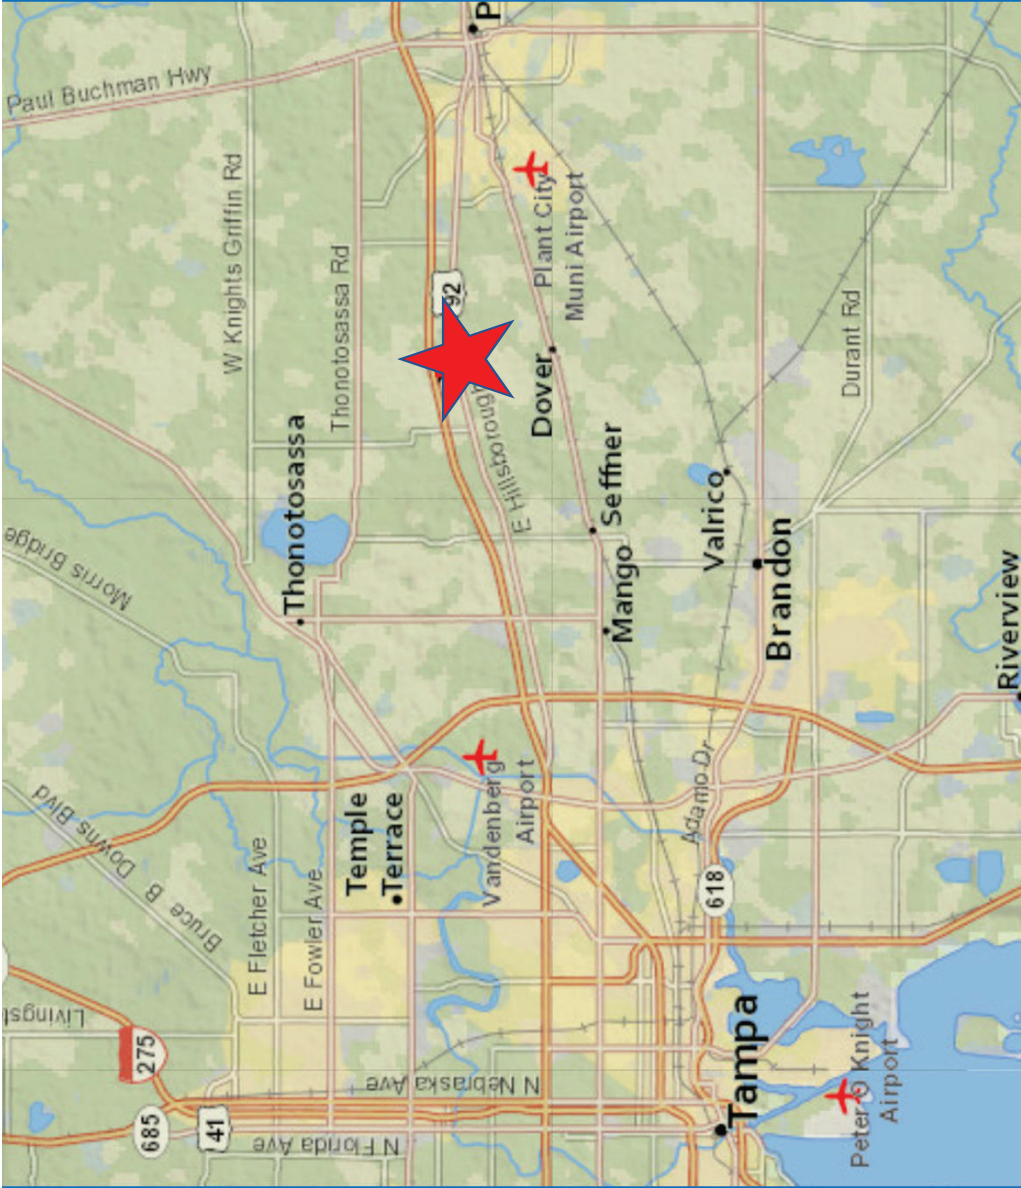 Paul Buchman Hwy
P
W Knights Griffin Rd
Thonotosassa Rd
92
Plant City
Muni Airport
Durant Rd
Dover
E Hillsborough
Thonotosassa
Seffner
Valrico
Morris Bridge
Mango
Brandon
Riverview
Bruce B Downs Blvd
Temple
Terrace
Vandenberg
Airport
Adamo Dr
E Fletcher Ave
E Fowler Ave
618
Livingst
275
685
41
N Nebraska Ave
N Florida Ave
Tampa
Peter O Knight
Airport